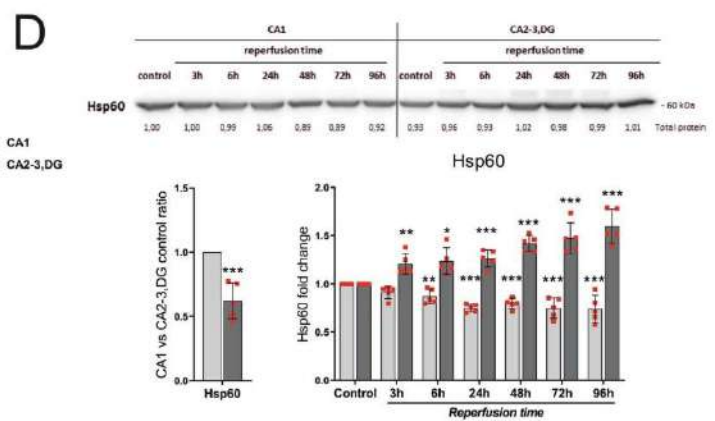 D
CA1 CA2-3,DG
reperfusion time reperfusion time
control 3h 6h 24h 48h 72h 96h control 3h 6h 24h 48h 72h 96h
Hsp60 - 60 kDa
1,00 1,00 0,99 1,06 0,89 0,89 0,92 0,93 0,96 0,93 1,02 0,98 0,99 1,01 Total protein
CA1
CA2-3,DG
Hsp60
CA1 vs CA2-3,DG control ratio
1.5
1.0
0.5
0.0
***
Hsp60
Hsp60 fold change
2.0
1.5
1.0
0.5
0.0
** * *** *** *** ***
** *** *** *** ***
Control 3h 6h 24h 48h 72h 96h
Reperfusion time